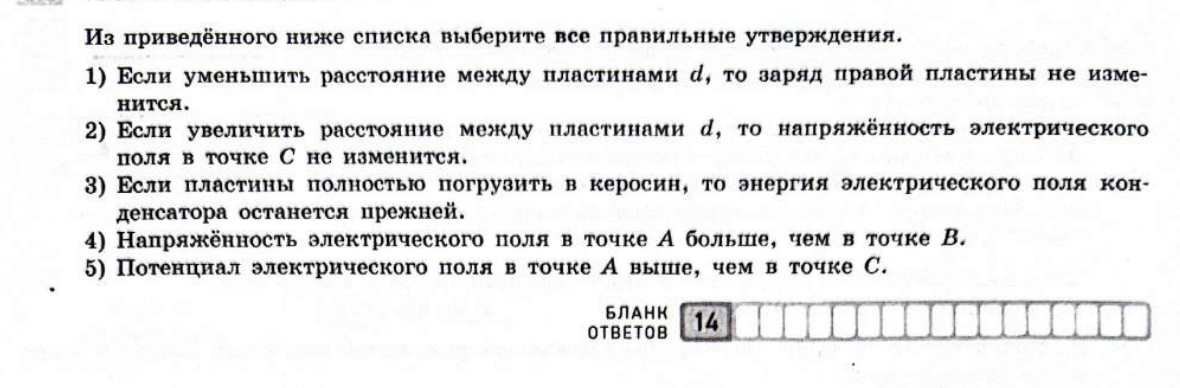 Из приведённого ниже списка выберите все правильные утверждения.
1) Если уменьшить расстояние между пластинами d, то заряд правой пластины не изме-
нится.
2) Если увеличить расстояние между пластинами d, то напряжённость электрического
поля в точке C не изменится.
3) Если пластины полностью погрузить в керосин, то энергия электрического поля кон-
денсатора останется прежней.
4) Напряжённость электрического поля в точке A больше, чем в точке B.
5) Потенциал электрического поля в точке A выше, чем в точке C.
БЛАНК
ОТВЕТОВ 14